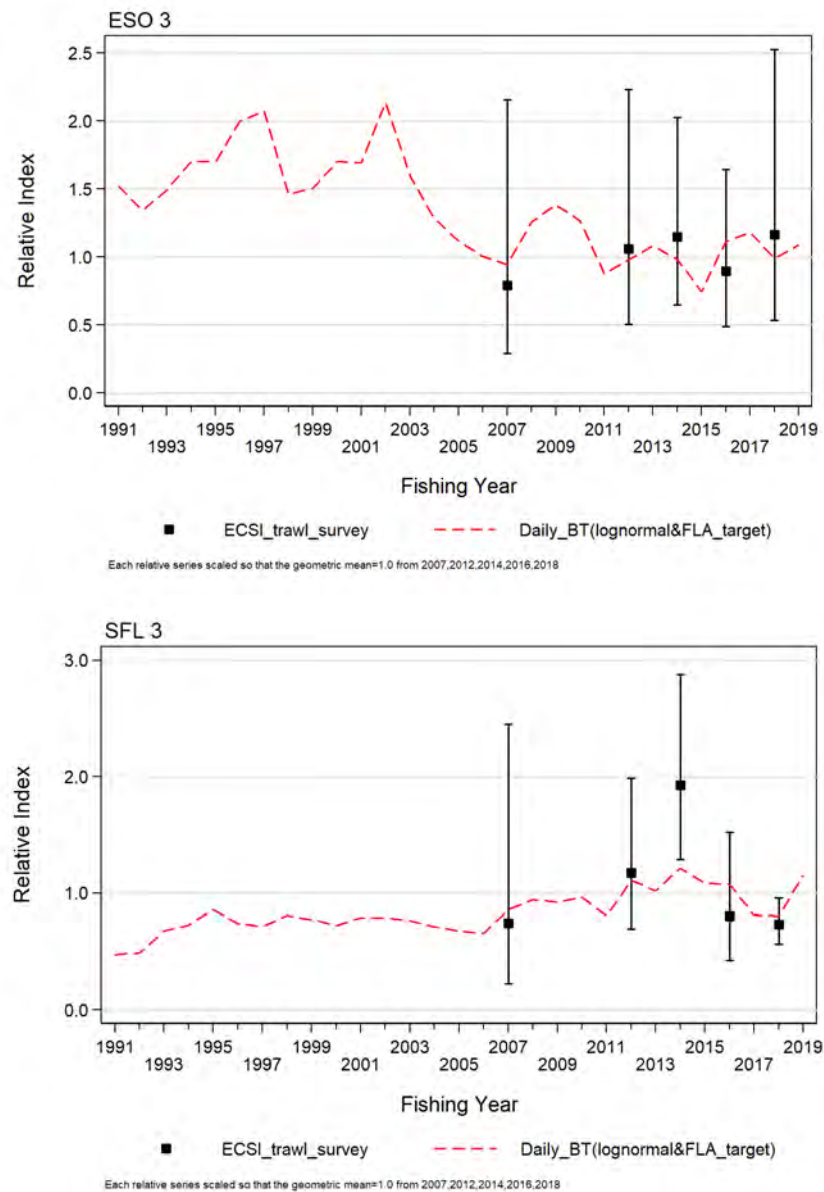 ESO 3
2.5
2.0
1.5
1.0
0.5
0.0
Relative Index
1991 1995 1999 2003 2007 2011 2015 2019
1993 1997 2001 2005 2009 2013 2017
Fishing Year
ECSI_trawl_survey Daily_BT(lognormal&FLA_target)
Each relative series scaled so that the geometric mean=1.0 from 2007,2012,2014,2016,2018
SFL 3
3.0
2.0
1.0
0.0
Relative Index
1991 1995 1999 2003 2007 2011 2015 2019
1993 1997 2001 2005 2009 2013 2017
Fishing Year
ECSI_trawl_survey Daily_BT(lognormal&FLA_target)
Each relative series scaled so that the geometric mean=1.0 from 2007,2012,2014,2016,2018